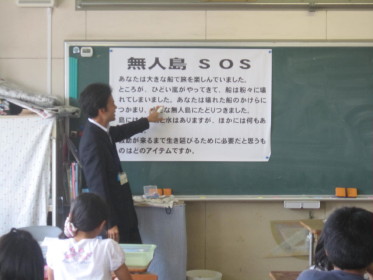 無人島 SOS
あなたは大きな船で旅を楽しんでいました。
ところが、ひどい嵐がやってきて、船は粉々に壊
れてしまいました。あなたは壊れた船のかけらに
つかまり、 な無人島にたどりつきました。
島には 水はありますが、ほかには何もあ
助が来るまで生き延びるために必要だと思うも
のはどのアイテムですか。